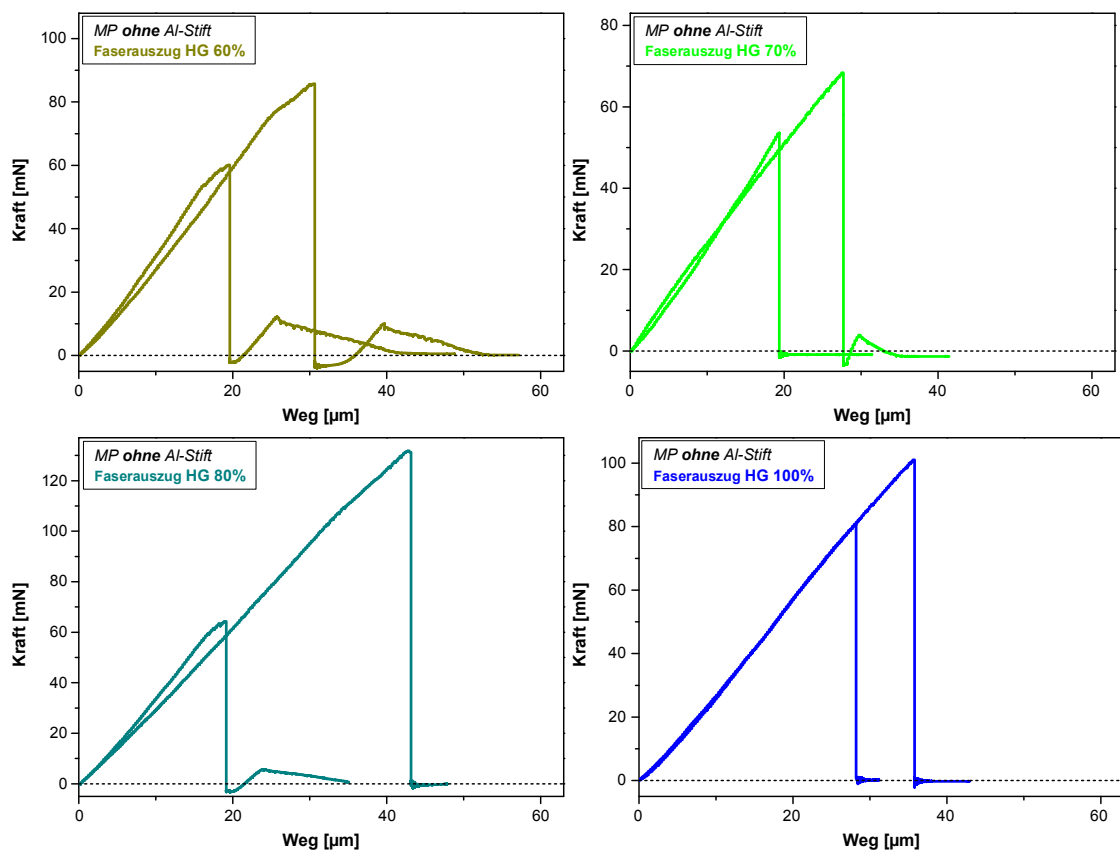 MP ohne Al-Stift
Faserauszug HG 60%
Kraft [mN]
100
80
60
40
20
0
0
20
40
60
Weg [µm]
MP ohne Al-Stift
Faserauszug HG 70%
Kraft [mN]
80
60
40
20
0
0
20
40
60
Weg [µm]
MP ohne Al-Stift
Faserauszug HG 80%
Kraft [mN]
120
100
80
60
40
20
0
0
20
40
60
Weg [µm]
MP ohne Al-Stift
Faserauszug HG 100%
Kraft [mN]
100
80
60
40
20
0
0
20
40
60
Weg [µm]